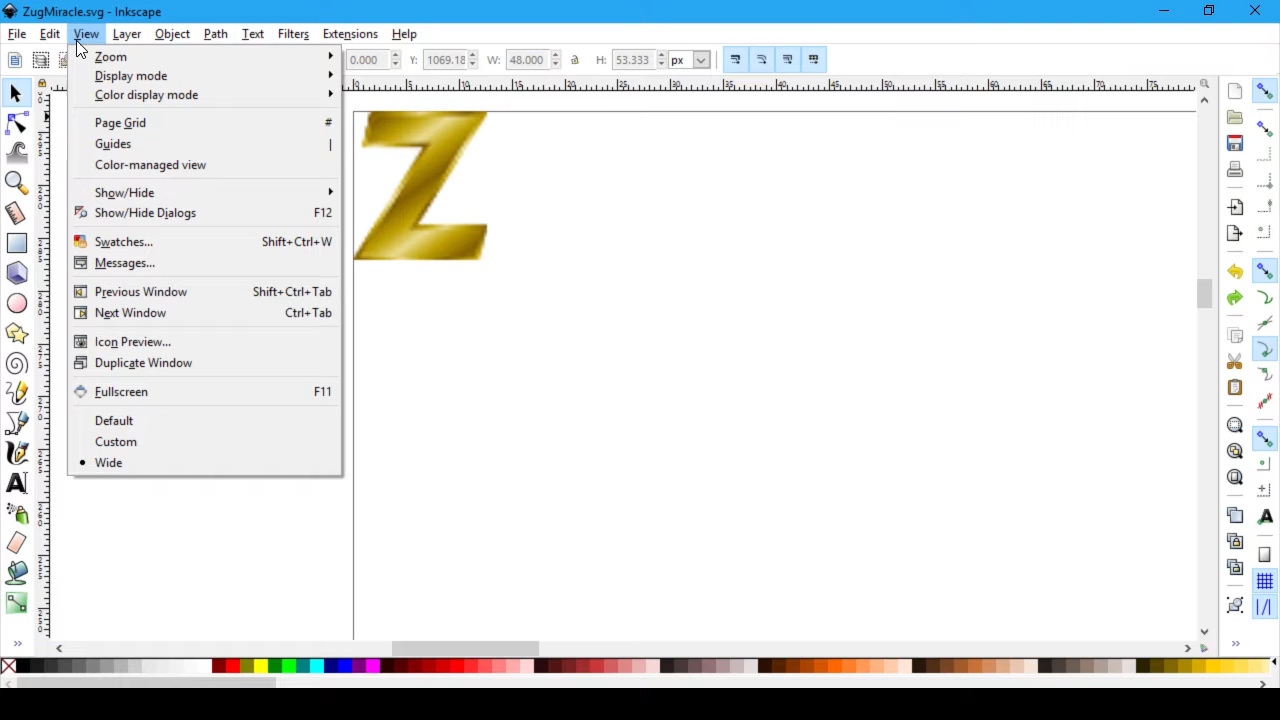 ZugMiracle.svg - Inkscape
File Edit View Layer Object Path Text Filters Extensions Help
0.000 Y: 1069.18 W: 48.000 H: 53.333 px
Zoom
Display mode
Color display mode
Page Grid #
Guides |
Color-managed view
Show/Hide
Show/Hide Dialogs F12
Swatches... Shift+Ctrl+W
Messages...
Previous Window Shift+Ctrl+Tab
Next Window Ctrl+Tab
Icon Preview...
Duplicate Window
Fullscreen F11
Default
Custom
Wide
Z